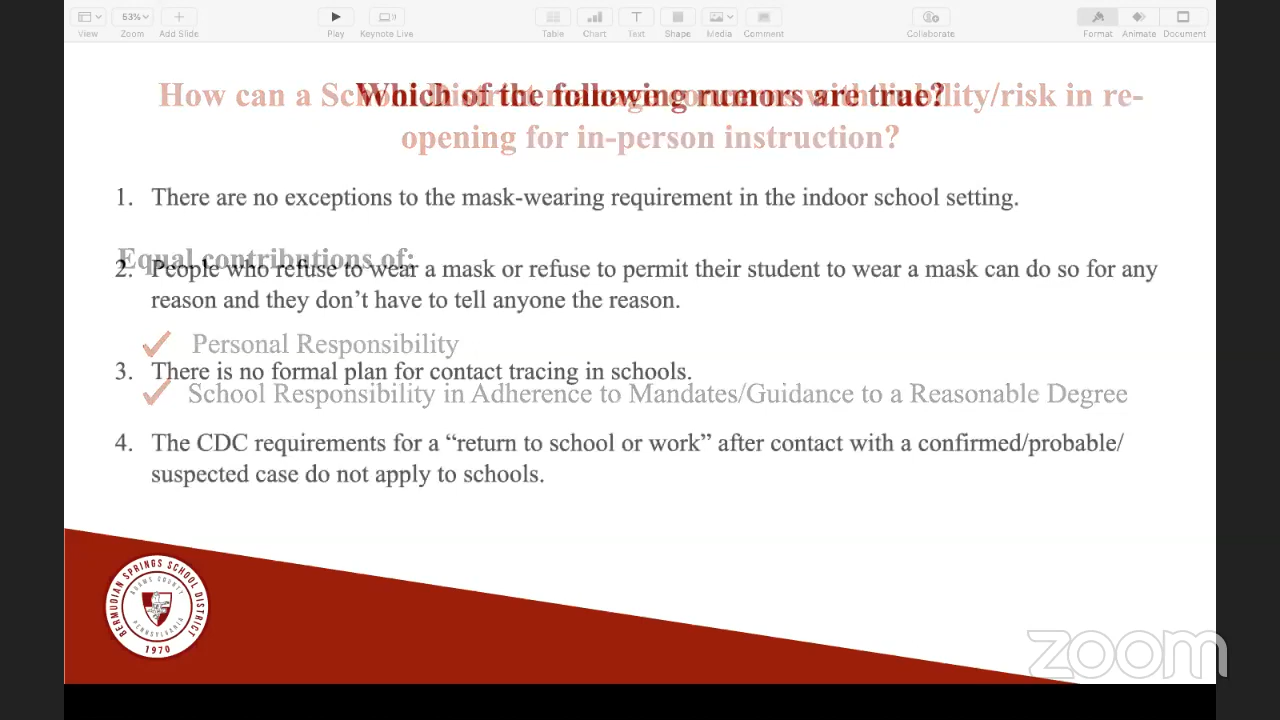 View
53%
Zoom
Add Slide
Play
Keynote Live
Table
Chart
Text
Shape
Media
Comment
Collaborate
Format
Animate
Document
Which of the following rumors are true?
How can a School District manage concerns with liability/risk in re-
opening for in-person instruction?
1. There are no exceptions to the mask-wearing requirement in the indoor school setting.
Equal contributions of:
2. People who refuse to wear a mask or refuse to permit their student to wear a mask can do so for any
reason and they don’t have to tell anyone the reason.
✓ Personal Responsibility
3. There is no formal plan for contact tracing in schools.
✓ School Responsibility in Adherence to Mandates/Guidance to a Reasonable Degree
4. The CDC requirements for a “return to school or work” after contact with a confirmed/probable/
suspected case do not apply to schools.
BERMUDIAN SPRINGS SCHOOL DISTRICT
ADAMS COUNTY
PENNSYLVANIA
1970
zoom